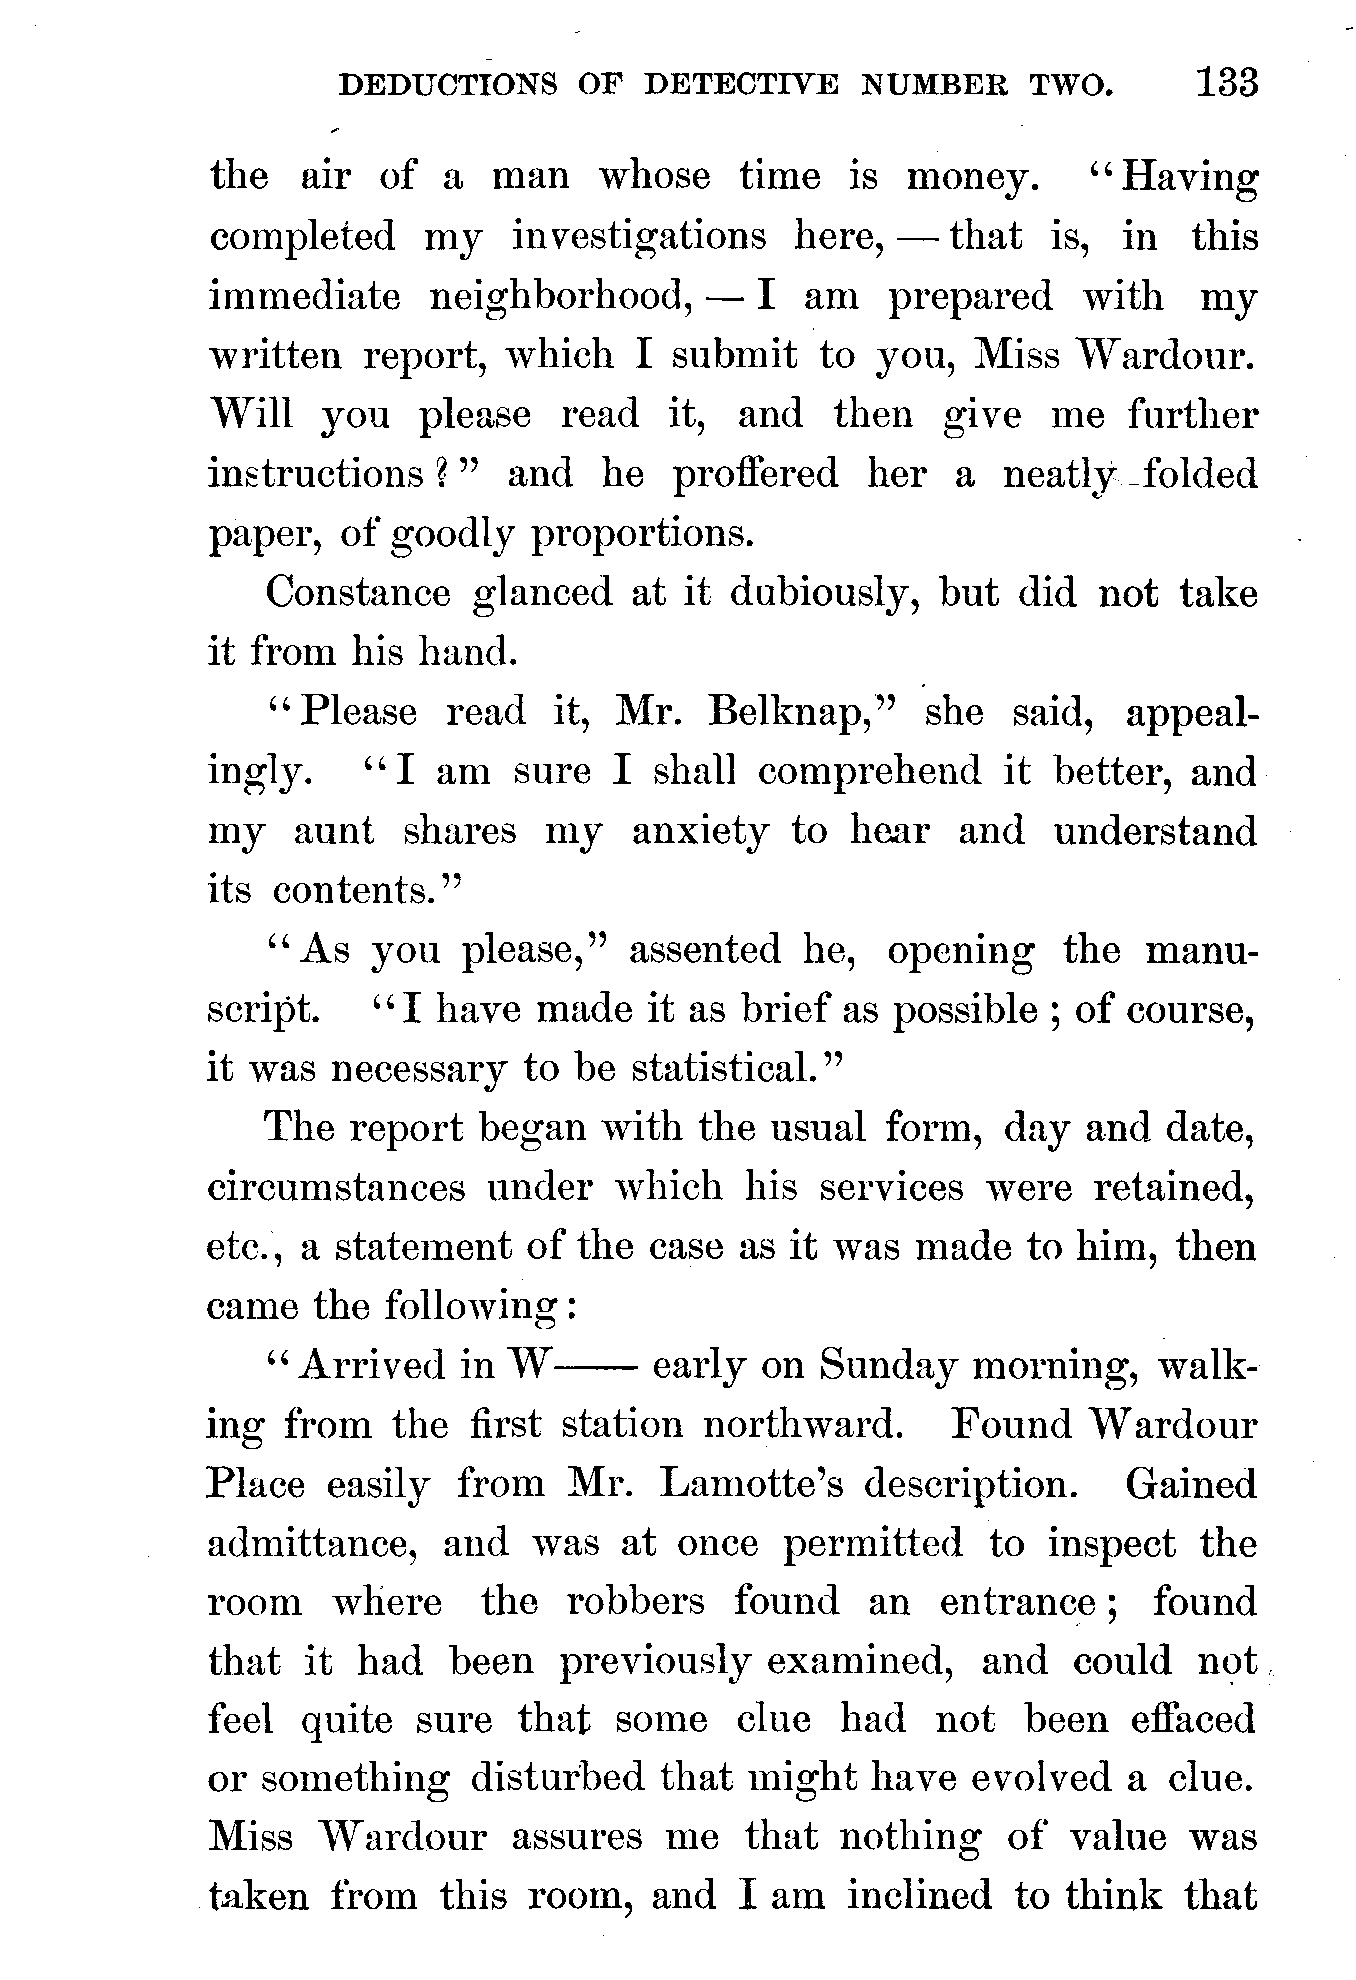 DEDUCTIONS OF DETECTIVE NUMBER TWO. 133
the air of a man whose time is money. “Having
completed my investigations here, — that is, in this
immediate neighborhood, — I am prepared with my
written report, which I submit to you, Miss Wardour.
Will you please read it, and then give me further
instructions?” and he proffered her a neatly-folded
paper, of goodly proportions.
Constance glanced at it dubiously, but did not take
it from his hand.
“Please read it, Mr. Belknap,” she said, appeal-
ingly. “I am sure I shall comprehend it better, and
my aunt shares my anxiety to hear and understand
its contents.”
“As you please,” assented he, opening the manu-
script. “I have made it as brief as possible; of course,
it was necessary to be statistical.”
The report began with the usual form, day and date,
circumstances under which his services were retained,
etc., a statement of the case as it was made to him, then
came the following:
“Arrived in W—— early on Sunday morning, walk-
ing from the first station northward. Found Wardour
Place easily from Mr. Lamotte’s description. Gained
admittance, and was at once permitted to inspect the
room where the robbers found an entrance; found
that it had been previously examined, and could not
feel quite sure that some clue had not been effaced
or something disturbed that might have evolved a clue.
Miss Wardour assures me that nothing of value was
taken from this room, and I am inclined to think that